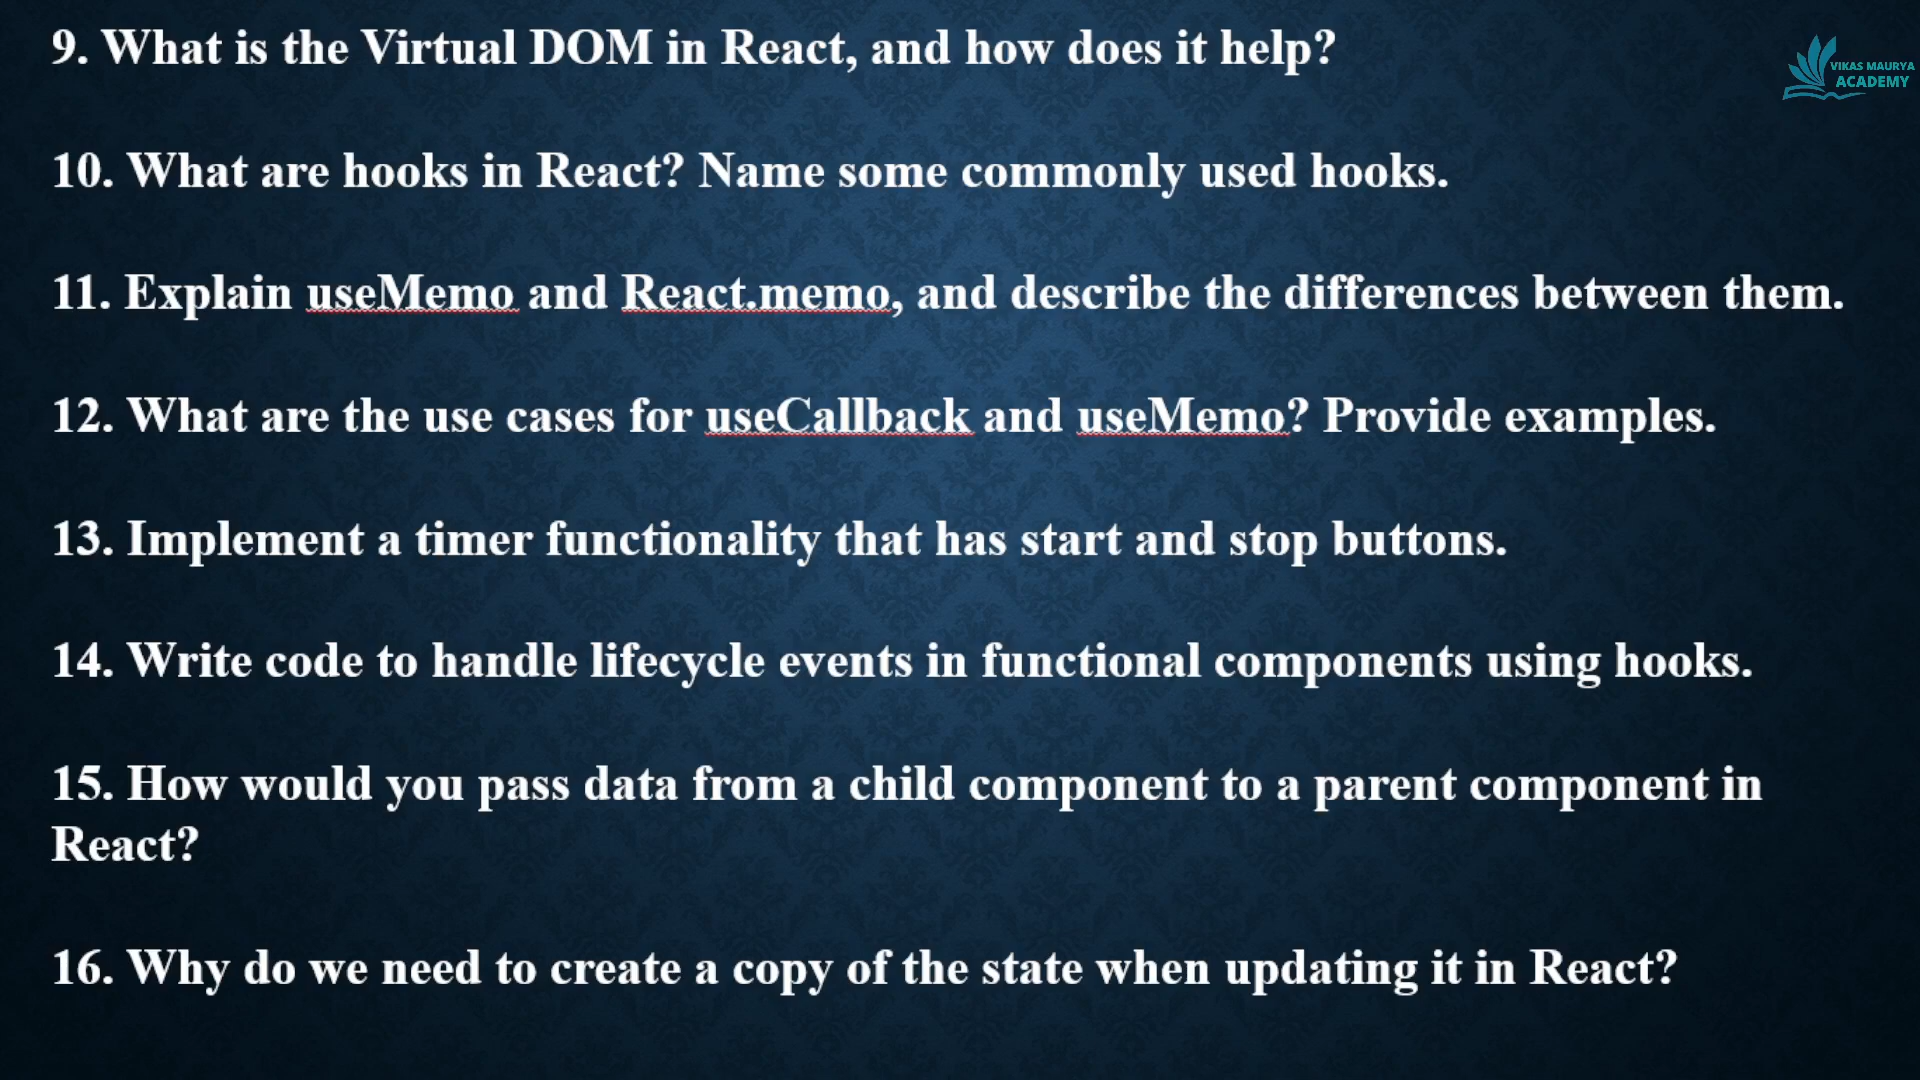 9. What is the Virtual DOM in React, and how does it help?
VIKAS MAURYA
ACADEMY
10. What are hooks in React? Name some commonly used hooks.
11. Explain useMemo and React.memo, and describe the differences between them.
12. What are the use cases for useCallback and useMemo? Provide examples.
13. Implement a timer functionality that has start and stop buttons.
14. Write code to handle lifecycle events in functional components using hooks.
15. How would you pass data from a child component to a parent component in
React?
16. Why do we need to create a copy of the state when updating it in React?